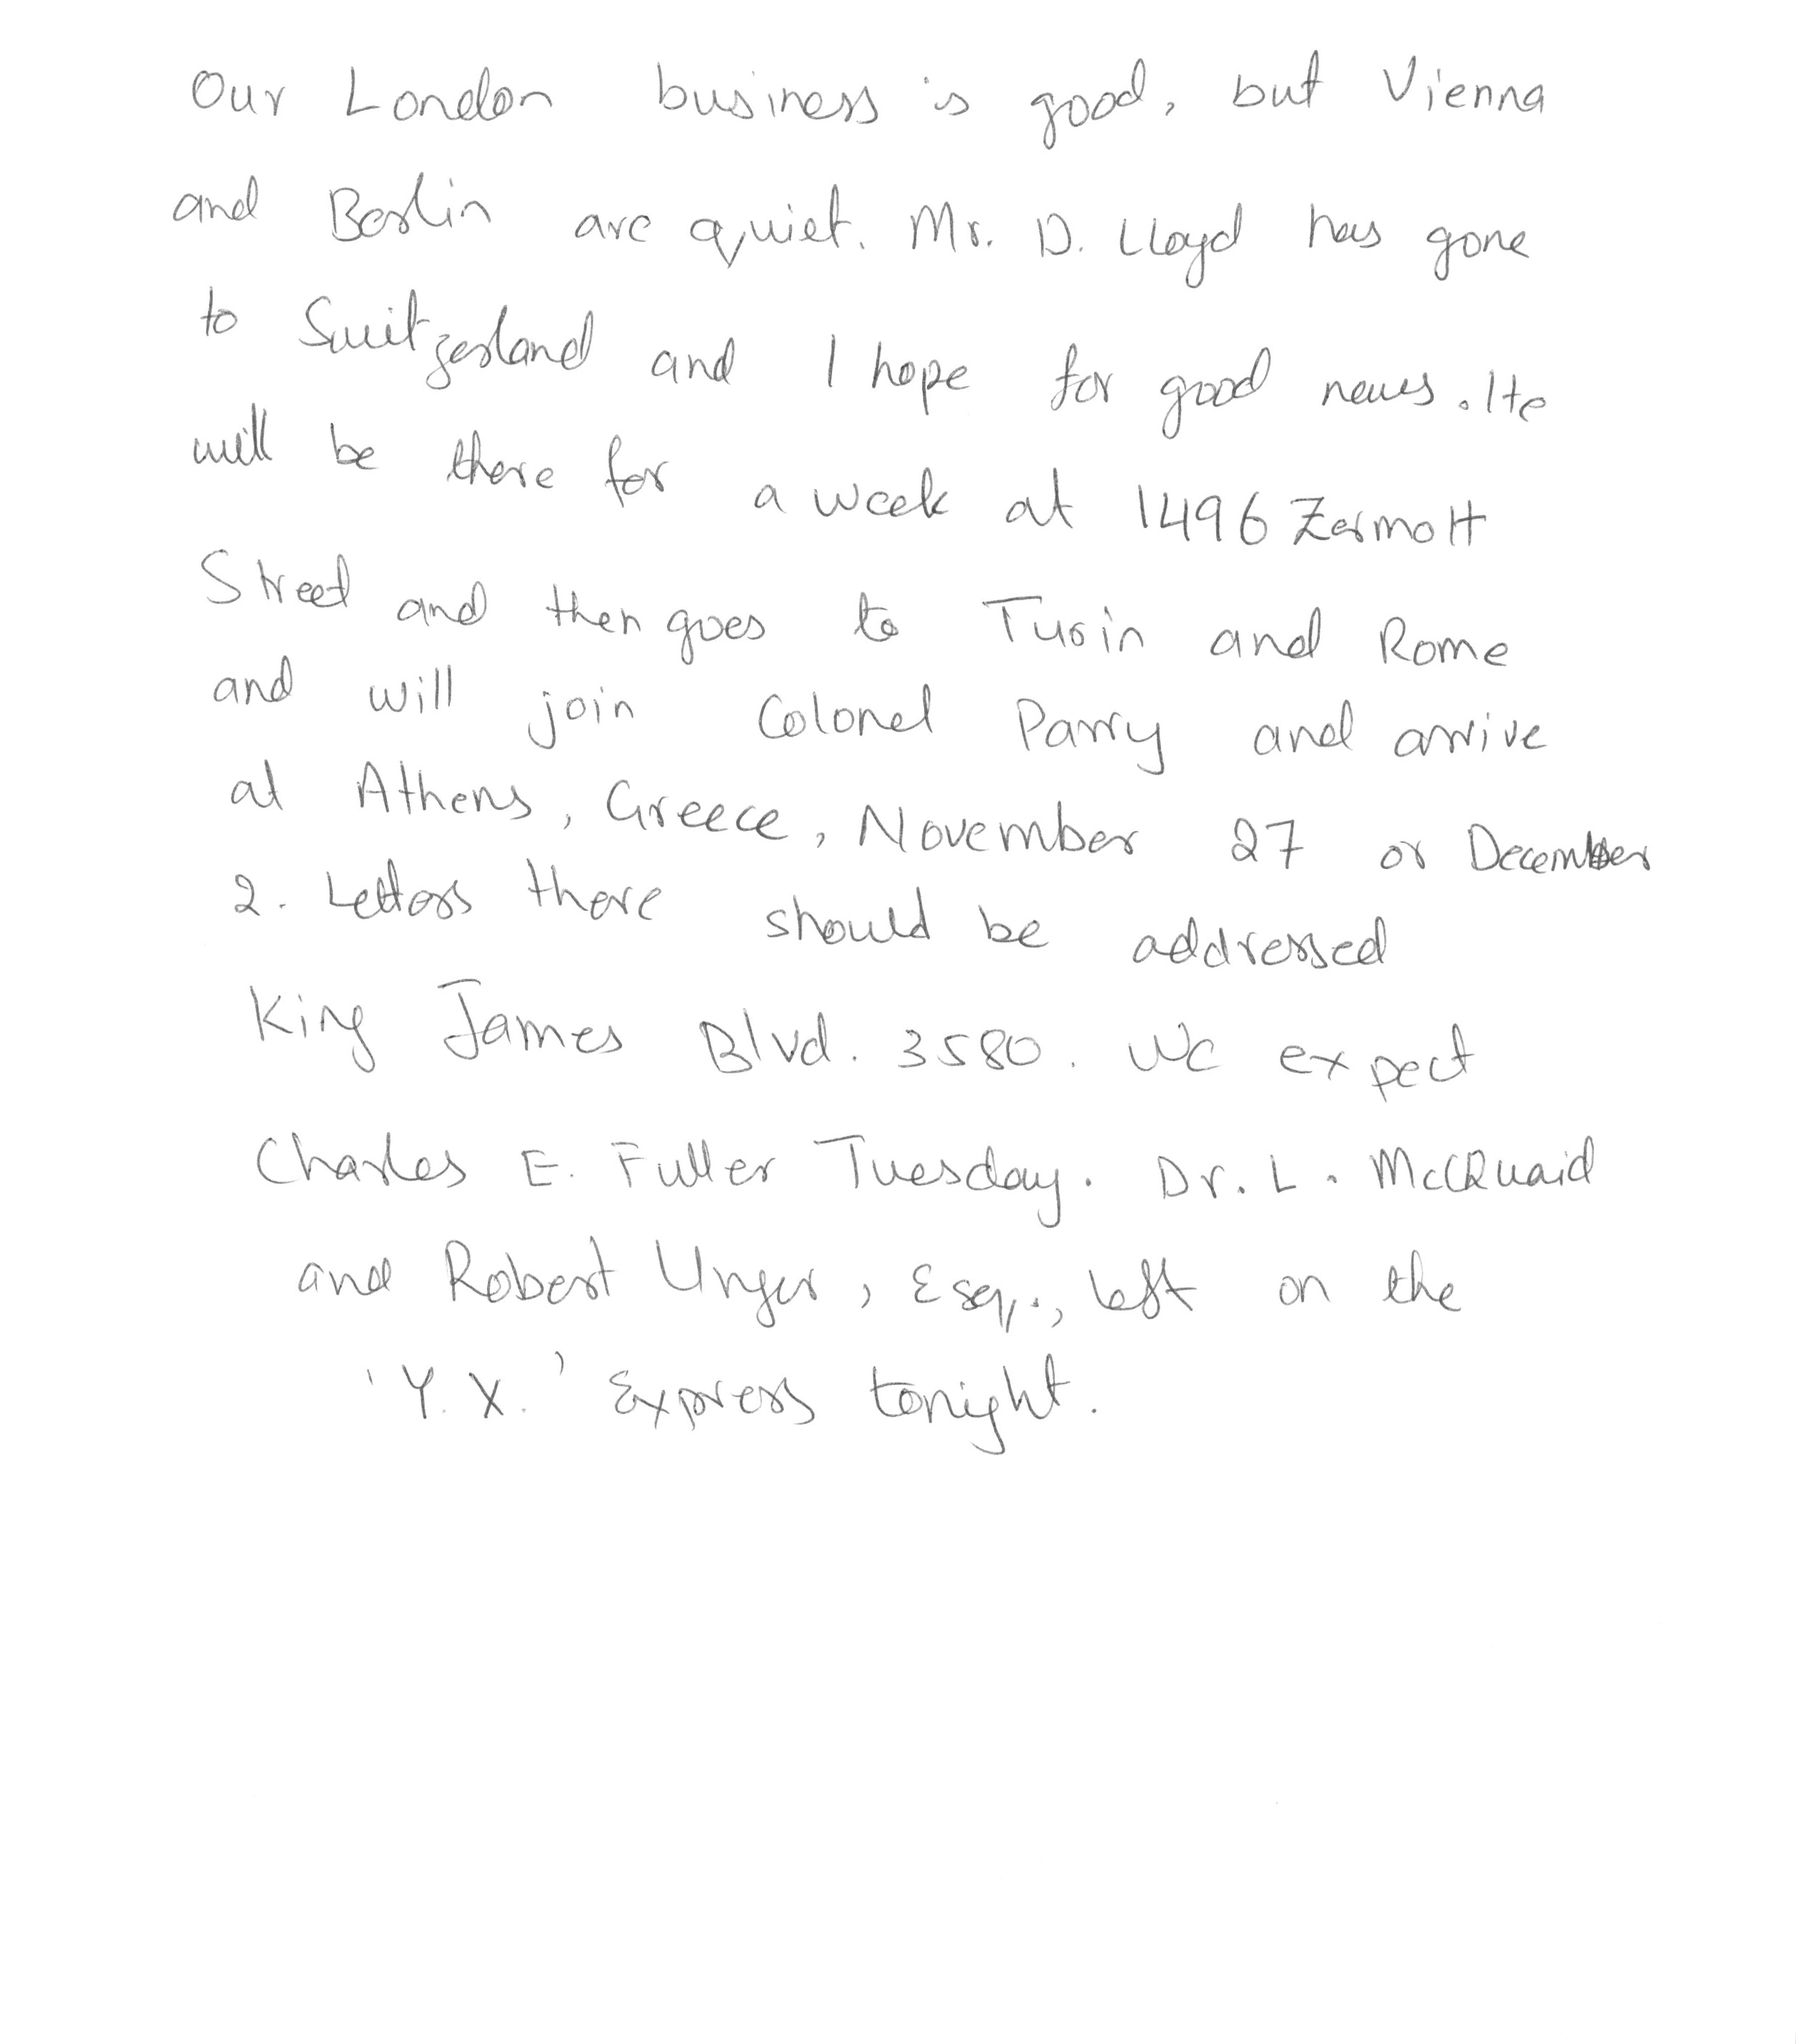 Our London business is good, but Vienna
and Berlin are quiet. Mr. D. Lloyd has gone
to Switzerland and I hope for good news. He
will be there for a week at 1496 Zermott
Street and then goes to Turin and Rome
and will join Colonel Parry and arrive
at Athens, Greece, November 27 or December
2. Letters there should be addressed
King James Blvd. 3580. We expect
Charles E. Fuller Tuesday. Dr. L. McQuaid
and Robert Unger, Esq., left on the
'Y. X.' Express tonight.